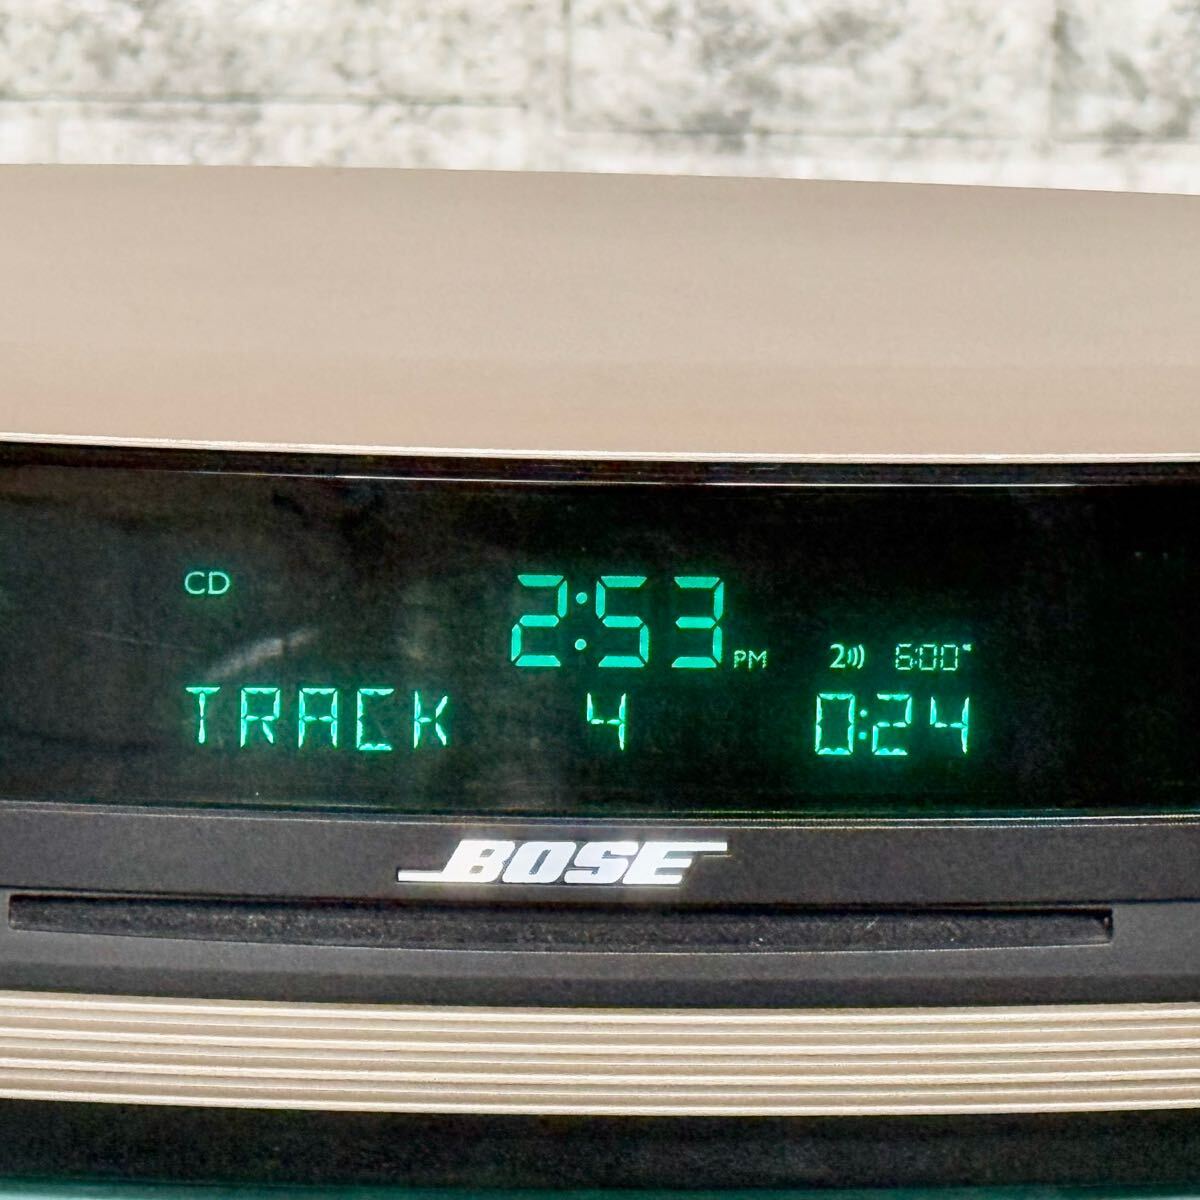 CD
2:53 PM
2 6:00
TRACK 4 0:24
BOSE